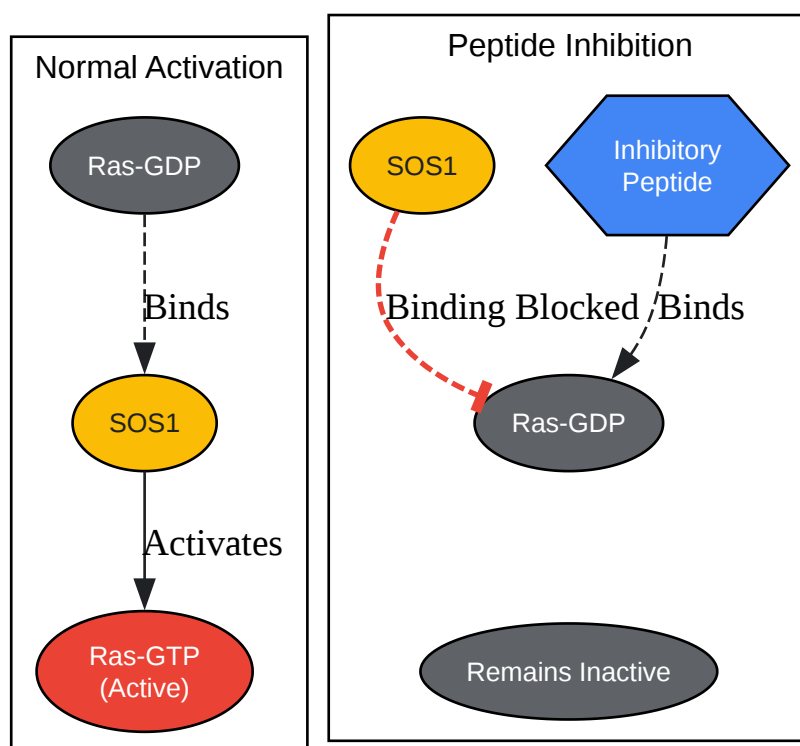 Normal Activation
Ras-GDP
Binds
SOS1
Activates
Ras-GTP
(Active)
Peptide Inhibition
SOS1
Inhibitory
Peptide
Binding Blocked
Binds
Ras-GDP
Remains Inactive